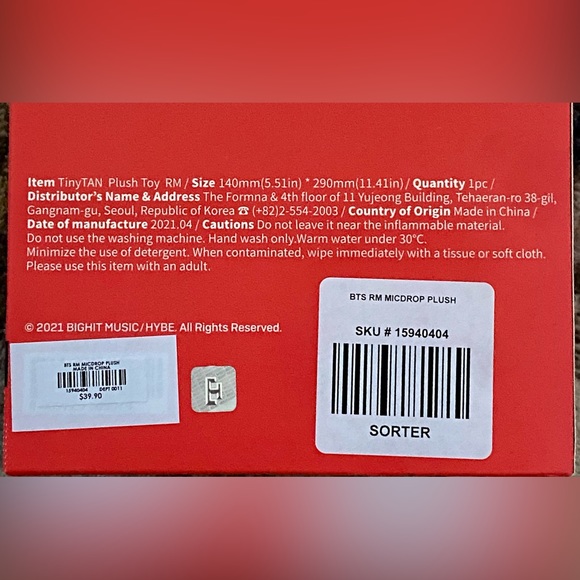 Item TinyTAN Plush Toy RM / Size 140mm(5.51in) * 290mm(11.41in) / Quantity 1pc /
Distributor's Name & Address The Formna & 4th floor of 11 Yujeong Building, Tehaeran-ro 38-gil,
Gangnam-gu, Seoul, Republic of Korea ☎ (+82)2-554-2003 / Country of Origin Made in China /
Date of manufacture 2021.04 / Cautions Do not leave it near the inflammable material.
Do not use the washing machine. Hand wash only.Warm water under 30℃.
Minimize the use of detergent. When contaminated, wipe immediately with a tissue or soft cloth.
Please use this item with an adult.
© 2021 BIGHIT MUSIC/HYBE. All Rights Reserved.
BTS RM MICDROP PLUSH
MADE IN CHINA
15940404 DEPT 0011
$39.90
BTS RM MICDROP PLUSH
SKU # 15940404
SORTER